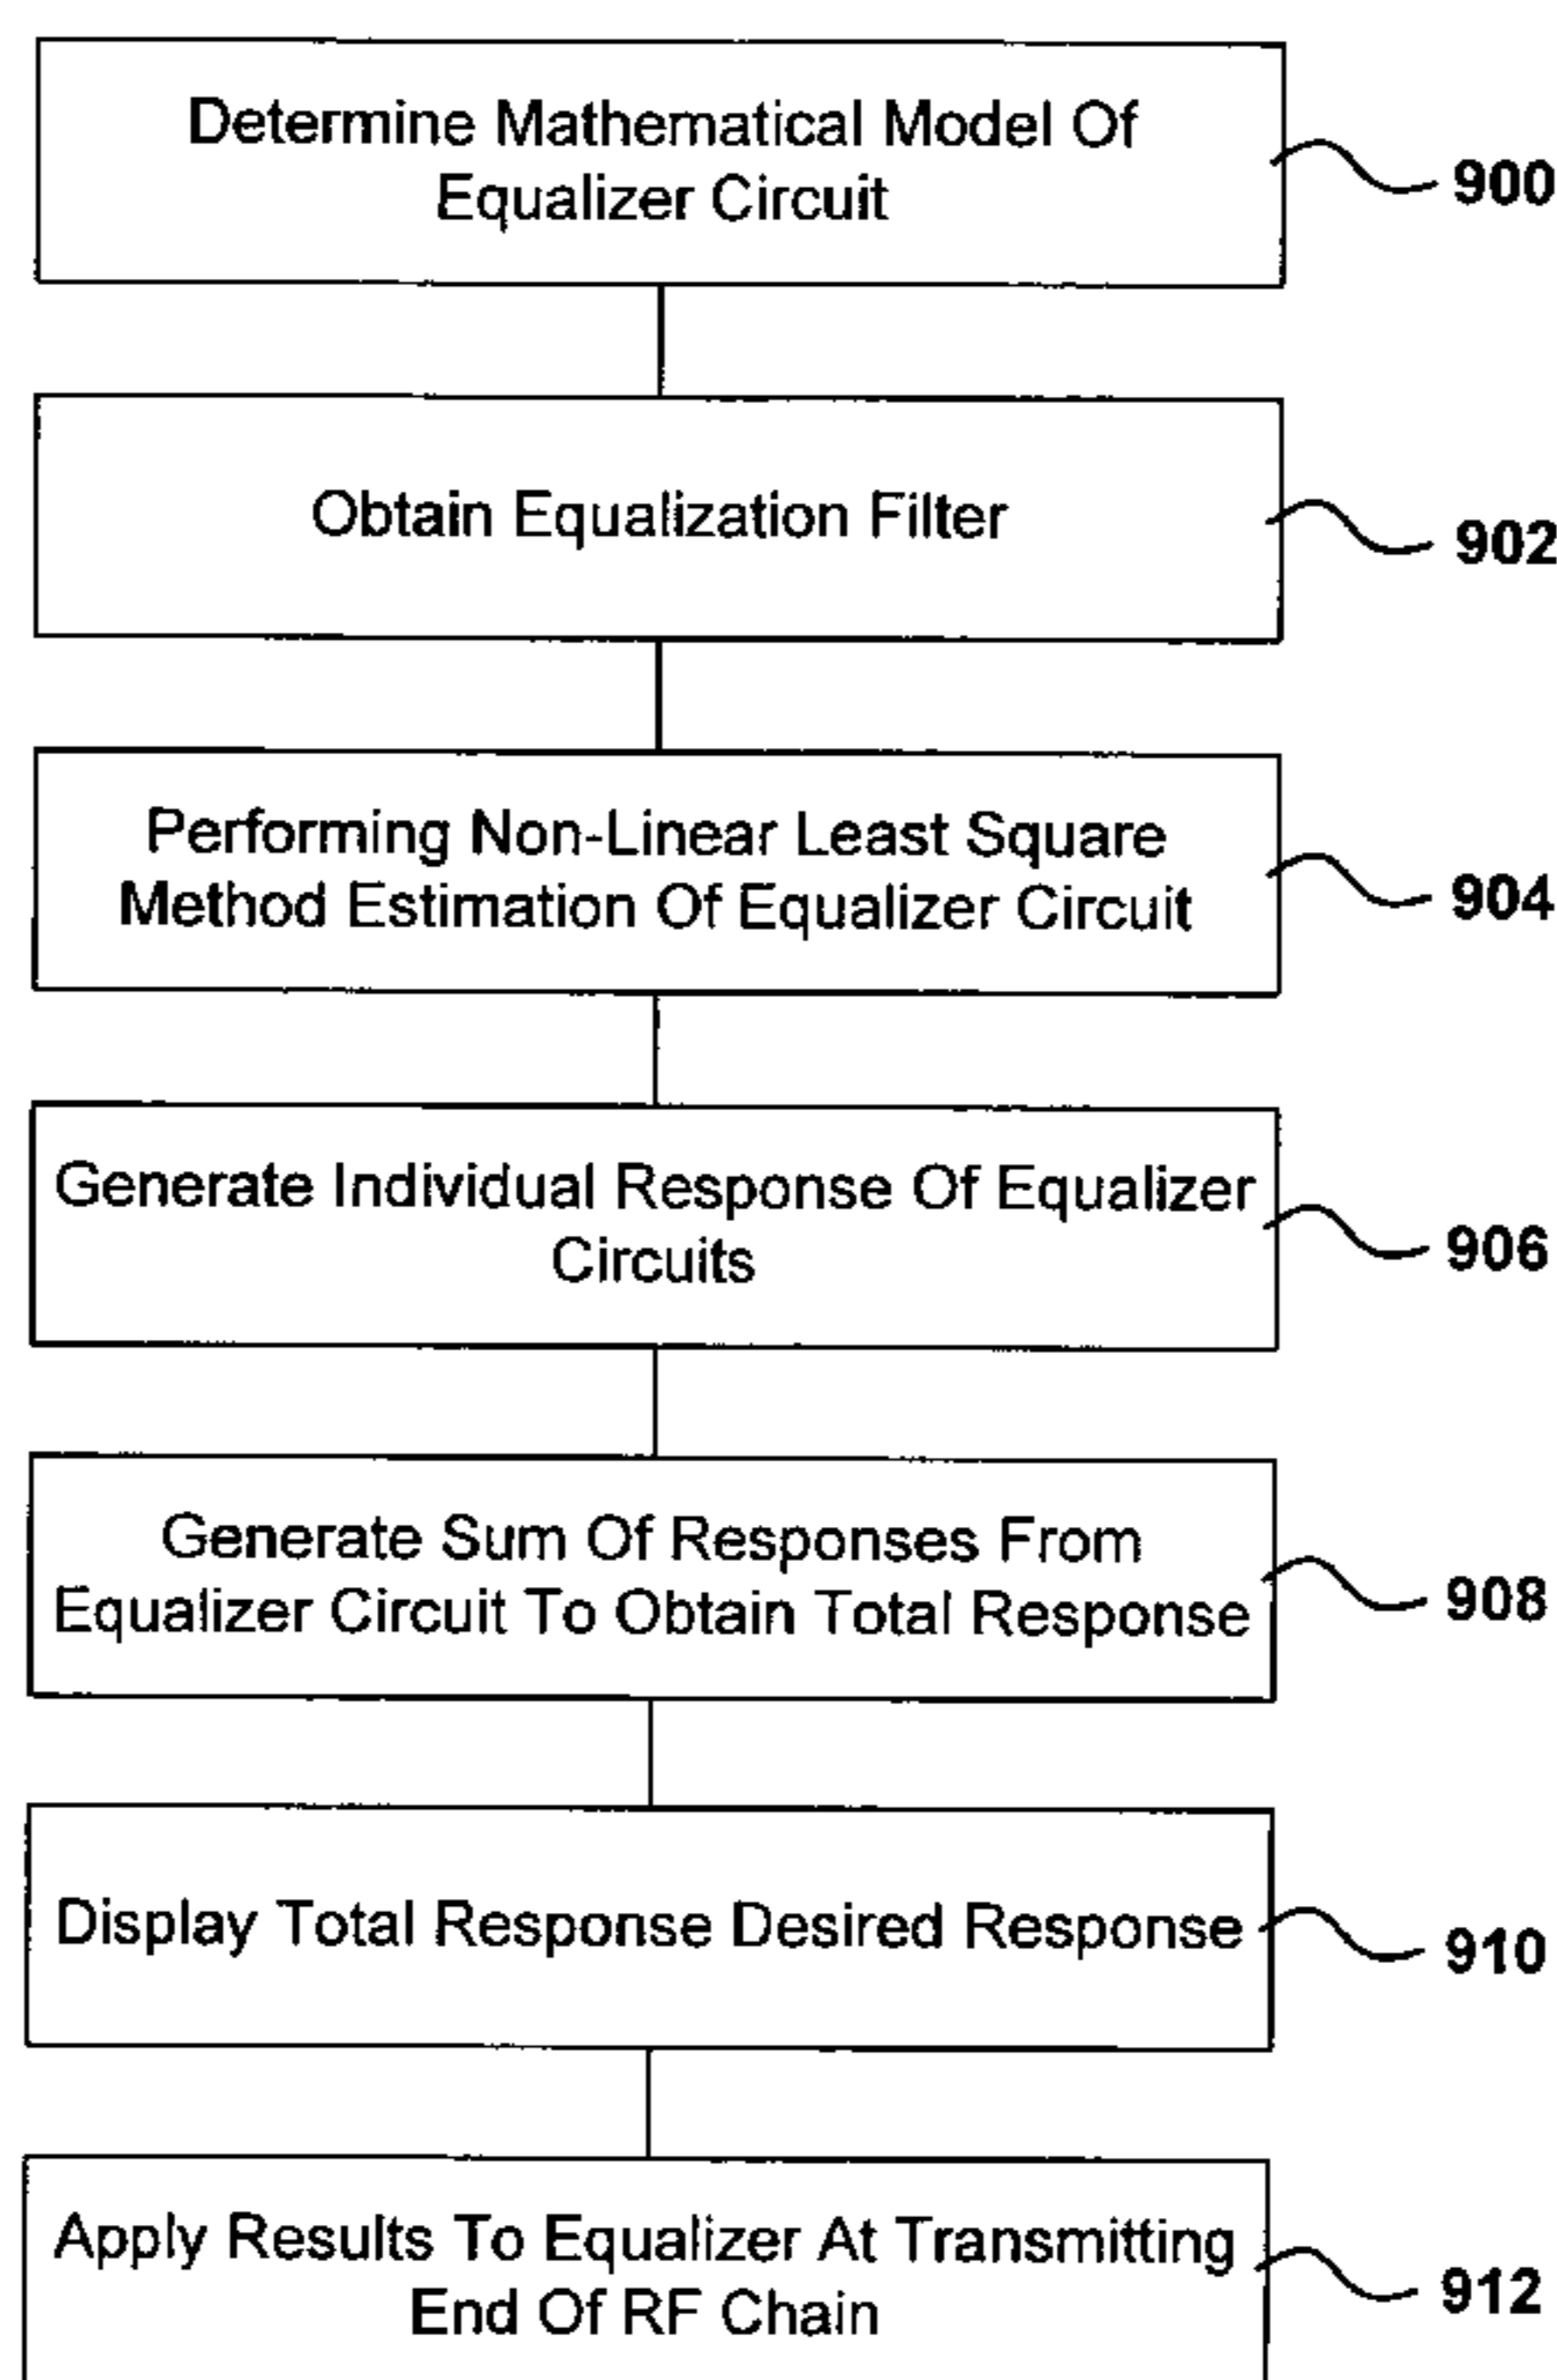 Determine Mathematical Model Of
Equalizer Circuit
900
Obtain Equalization Filter
902
Performing Non-Linear Least Square
Method Estimation Of Equalizer Circuit
904
Generate Individual Response Of Equalizer
Circuits
906
Generate Sum Of Responses From
Equalizer Circuit To Obtain Total Response
908
Display Total Response Desired Response
910
Apply Results To Equalizer At Transmitting
End Of RF Chain
912